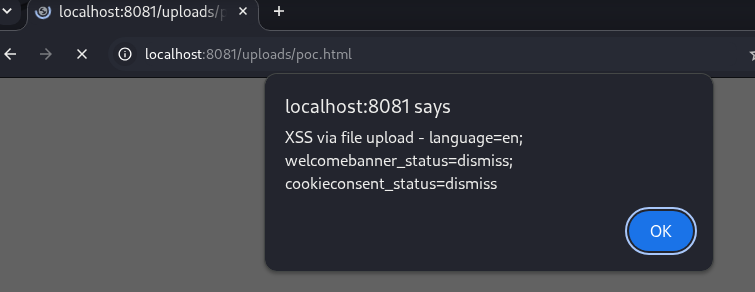 localhost:8081/uploads/p
localhost:8081/uploads/poc.html
localhost:8081 says
XSS via file upload - language=en;
welcomebanner_status=dismiss;
cookieconsent_status=dismiss
OK